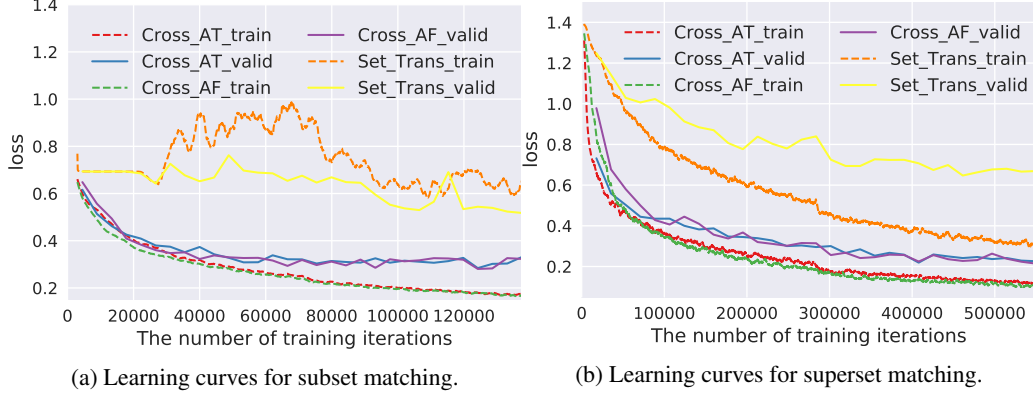 1.4
1.2
1.0
0.8
0.6
0.4
0.2
loss
Cross_AT_train
Cross_AT_valid
Cross_AF_train
Cross_AF_valid
Set_Trans_train
Set_Trans_valid
0 20000 40000 60000 80000 100000 120000
The number of training iterations
(a) Learning curves for subset matching.
1.4
1.2
1.0
0.8
0.6
0.4
0.2
loss
Cross_AT_train
Cross_AT_valid
Cross_AF_train
Cross_AF_valid
Set_Trans_train
Set_Trans_valid
0 100000 200000 300000 400000 500000
The number of training iterations
(b) Learning curves for superset matching.